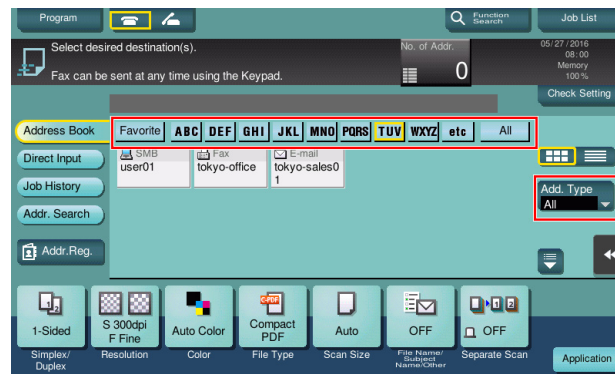 Program
Function Search
Job List
Select desired destination(s).
Fax can be sent at any time using the Keypad.
No. of Addr.
0
05/27/2016
08:00
Memory
100%
Check Setting
Address Book
Favorite ABC DEF GHI JKL MNO PQRS TUV WXYZ etc All
Direct Input
Job History
Addr. Search
Addr.Reg.
SMB
user01
Fax
tokyo-office
E-mail
tokyo-sales0
1
Add. Type
All
1-Sided
S 300dpi
F Fine
Auto Color
C-PDF
Compact
PDF
Auto
OFF
OFF
Simplex/
Duplex
Resolution
Color
File Type
Scan Size
File Name/
Subject
Name/Other
Separate Scan
Application